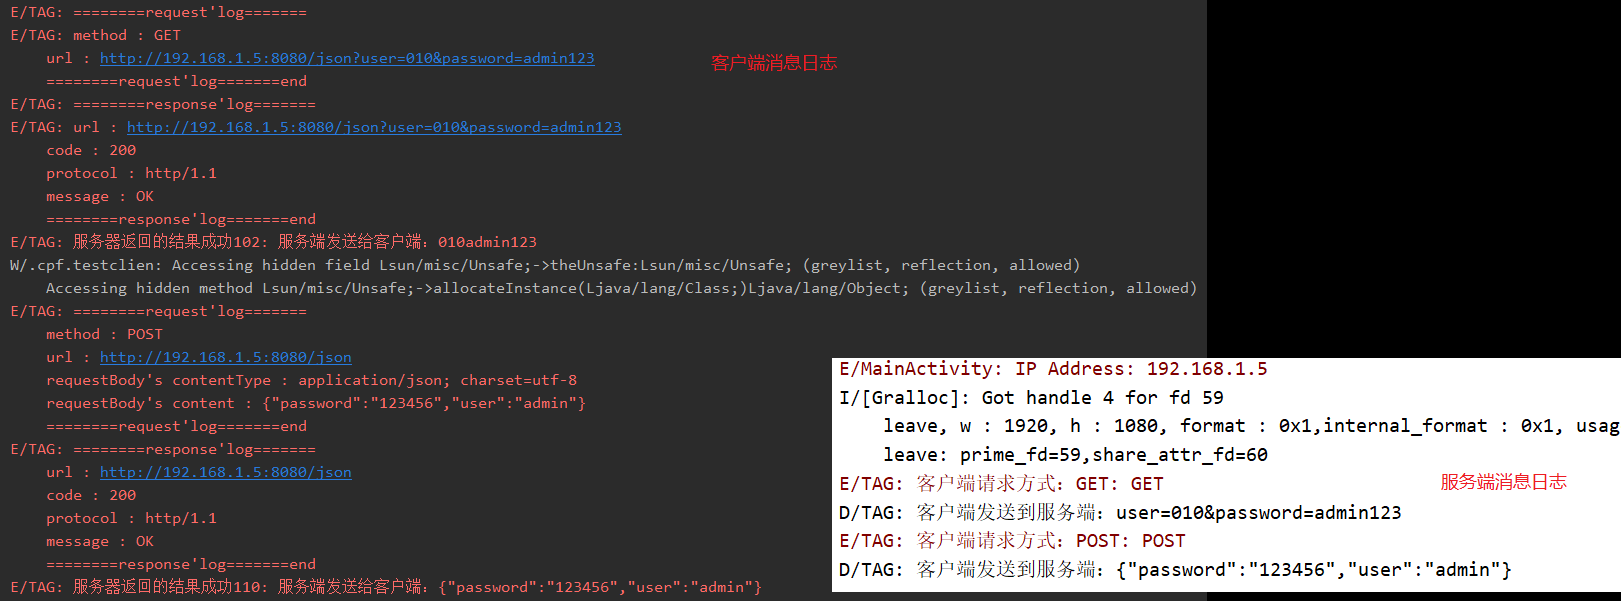 E/TAG: ========request'log=======
E/TAG: method : GET
url : http://192.168.1.5:8080/json?user=010&password=admin123
========request'log=======end
E/TAG: ========response'log=======
E/TAG: url : http://192.168.1.5:8080/json?user=010&password=admin123
code : 200
protocol : http/1.1
message : OK
========response'log=======end
E/TAG: 服务器返回的结果成功102: 服务端发送给客户端：010admin123
W/.cpf.testclien: Accessing hidden field Lsun/misc/Unsafe;->theUnsafe:Lsun/misc/Unsafe; (greylist, reflection, allowed)
Accessing hidden method Lsun/misc/Unsafe;->allocateInstance(Ljava/lang/Class;)Ljava/lang/Object; (greylist, reflection, allowed)
E/TAG: ========request'log=======
method : POST
url : http://192.168.1.5:8080/json
requestBody's contentType : application/json; charset=utf-8
requestBody's content : {"password":"123456","user":"admin"}
========request'log=======end
E/TAG: ========response'log=======
url : http://192.168.1.5:8080/json
code : 200
protocol : http/1.1
message : OK
========response'log=======end
E/TAG: 服务器返回的结果成功110: 服务端发送给客户端：{"password":"123456","user":"admin"}
客户端消息日志
E/MainActivity: IP Address: 192.168.1.5
I/[Gralloc]: Got handle 4 for fd 59
leave, w : 1920, h : 1080, format : 0x1,internal_format : 0x1, usag
leave: prime_fd=59,share_attr_fd=60
E/TAG: 客户端请求方式：GET: GET
D/TAG: 客户端发送到服务端：user=010&password=admin123
E/TAG: 客户端请求方式：POST: POST
D/TAG: 客户端发送到服务端：{"password":"123456","user":"admin"}
服务端消息日志